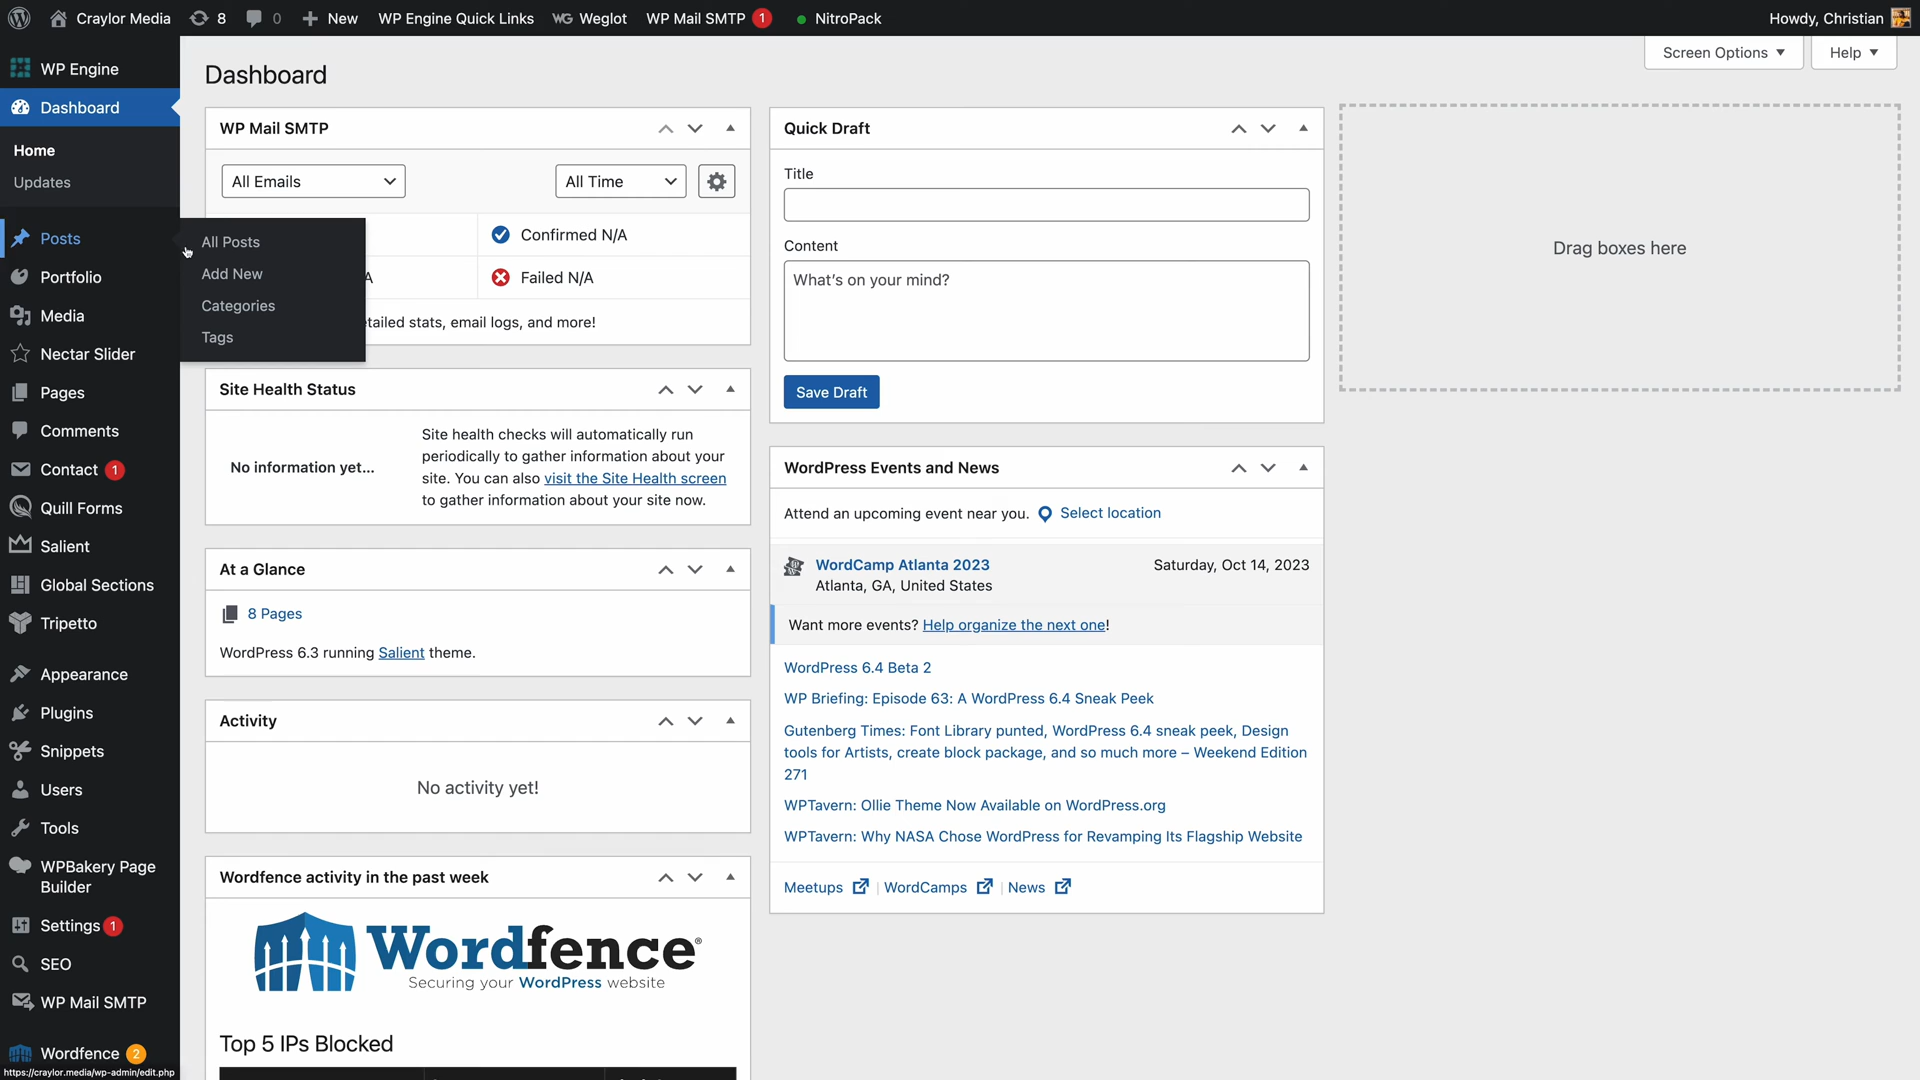 Craylor Media 8 0 New WP Engine Quick Links WG Weglot WP Mail SMTP 1 NitroPack Howdy, Christian
Screen Options Help
WP Engine
Dashboard
Home
Updates
Posts
All Posts
Add New
Categories
Tags
Portfolio
Media
Nectar Slider
Pages
Comments
Contact 1
Quill Forms
Salient
Global Sections
Tripetto
Appearance
Plugins
Snippets
Users
Tools
WPBakery Page
Builder
Settings 1
SEO
WP Mail SMTP
Wordfence 2
https://craylor.media/wp-admin/edit.php
Dashboard
WP Mail SMTP
All Emails All Time
Confirmed N/A
A Failed N/A
etailed stats, email logs, and more!
Site Health Status
No information yet...
Site health checks will automatically run
periodically to gather information about your
site. You can also visit the Site Health screen
to gather information about your site now.
At a Glance
8 Pages
WordPress 6.3 running Salient theme.
Activity
No activity yet!
Wordfence activity in the past week
Wordfence®
Securing your WordPress website
Top 5 IPs Blocked
Quick Draft
Title
Content
What's on your mind?
Save Draft
WordPress Events and News
Attend an upcoming event near you. Select location
WordCamp Atlanta 2023 Saturday, Oct 14, 2023
Atlanta, GA, United States
Want more events? Help organize the next one!
WordPress 6.4 Beta 2
WP Briefing: Episode 63: A WordPress 6.4 Sneak Peek
Gutenberg Times: Font Library punted, WordPress 6.4 sneak peek, Design
tools for Artists, create block package, and so much more – Weekend Edition
271
WPTavern: Ollie Theme Now Available on WordPress.org
WPTavern: Why NASA Chose WordPress for Revamping Its Flagship Website
Meetups | WordCamps | News
Drag boxes here